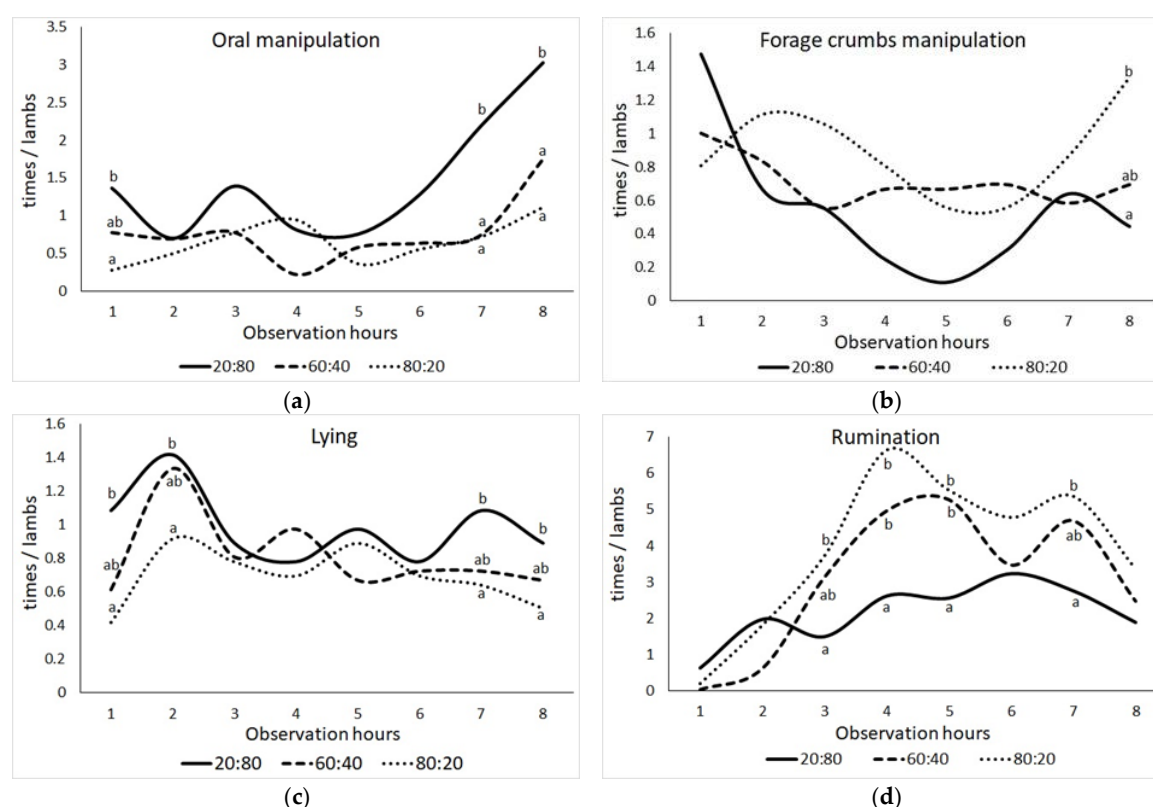 Oral manipulation
3.5
3
2.5
2
1.5
1
0.5
0
times / lambs
b
ab
a
b
a
a
b
a
a
1 2 3 4 5 6 7 8
Observation hours
20:80 60:40 80:20
(a)
Forage crumbs manipulation
1.6
1.4
1.2
1
0.8
0.6
0.4
0.2
0
times / lambs
b
ab
a
1 2 3 4 5 6 7 8
Observation hours
20:80 60:40 80:20
(b)
Lying
1.6
1.4
1.2
1
0.8
0.6
0.4
0.2
0
times / lambs
b
ab
a
b
ab
a
b
ab
a
b
ab
a
1 2 3 4 5 6 7 8
Observation hours
20:80 60:40 80:20
(c)
Rumination
7
6
5
4
3
2
1
0
times / lambs
b
ab
a
b
b
a
b
b
a
b
ab
a
1 2 3 4 5 6 7 8
Observation hours
20:80 60:40 80:20
(d)